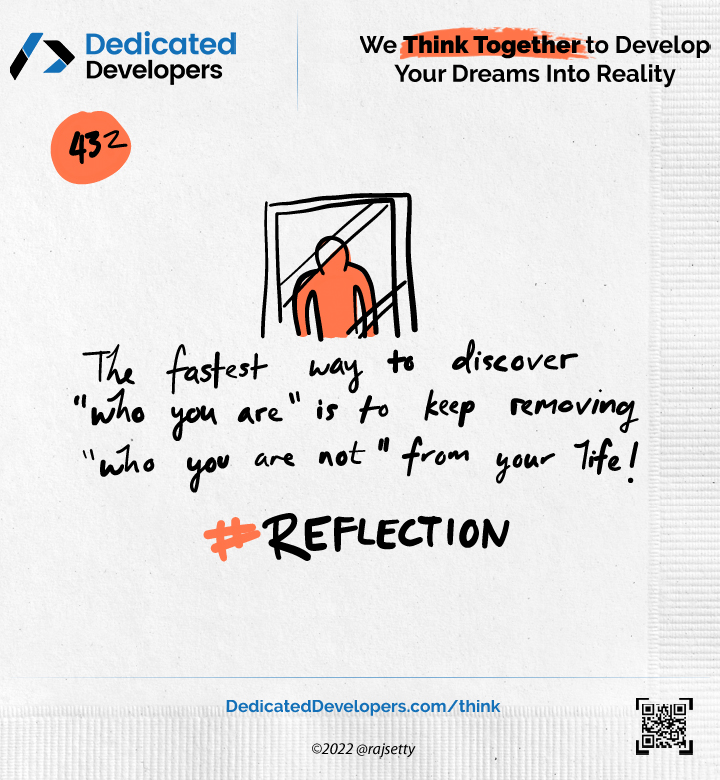 Dedicated
Developers
We Think Together to Develop
Your Dreams Into Reality
432
The fastest way to discover
"who you are" is to keep removing
"who you are not" from your life!
#REFLECTION
DedicatedDevelopers.com/think
©2022 @rajsetty